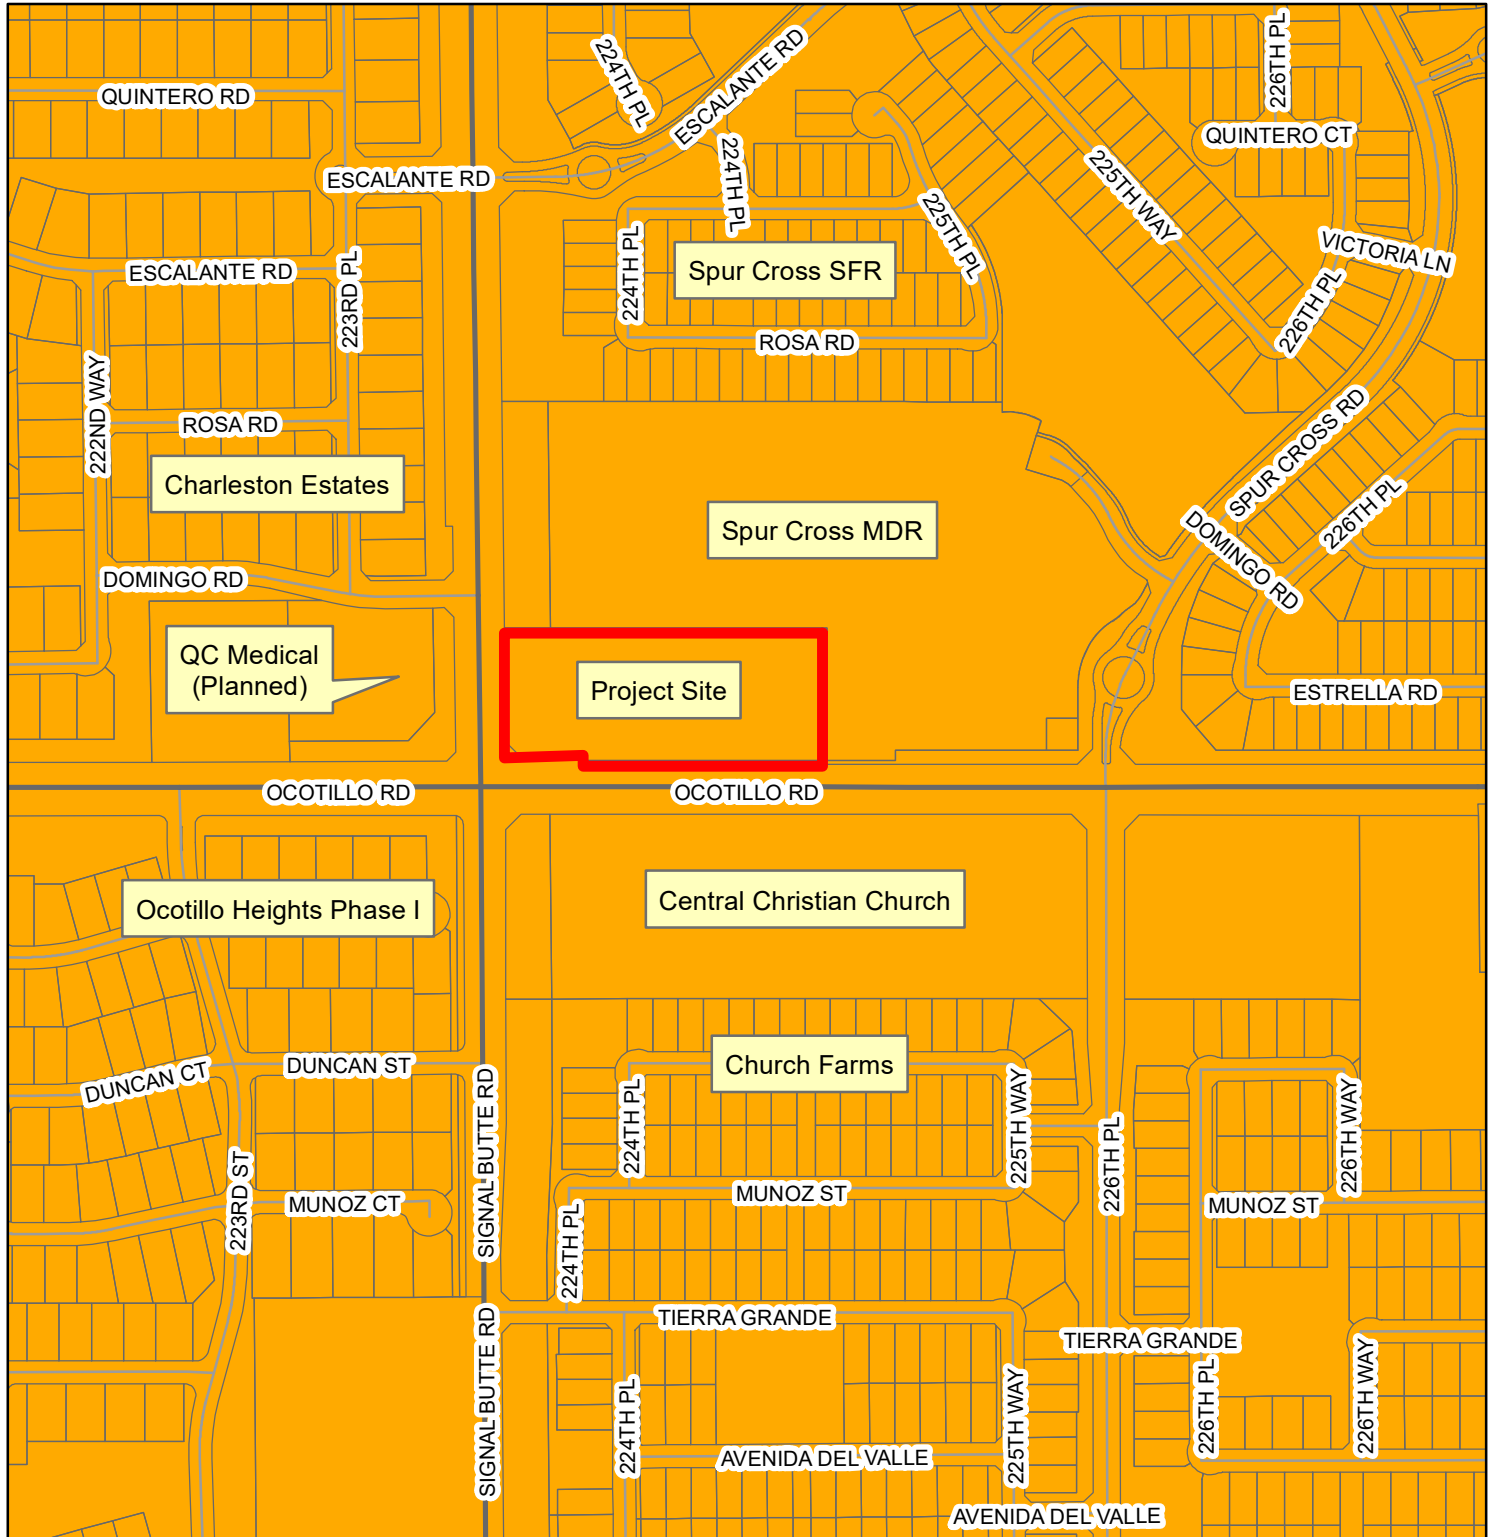 224TH PL
ESCALANTE RD
226TH PL
QUINTERO RD
QUINTERO CT
ESCALANTE RD
224TH PL
225TH WAY
225TH PL
VICTORIA LN
ESCALANTE RD
223RD PL
224TH PL
Spur Cross SFR
226TH PL
ROSA RD
222ND WAY
ROSA RD
SPUR CROSS RD
Charleston Estates
226TH PL
Spur Cross MDR
DOMINGO RD
DOMINGO RD
QC Medical
(Planned)
Project Site
ESTRELLA RD
OCOTILLO RD
OCOTILLO RD
Ocotillo Heights Phase I
Central Christian Church
DUNCAN CT
DUNCAN ST
Church Farms
SIGNAL BUTTE RD
224TH PL
225TH WAY
226TH PL
226TH WAY
223RD ST
MUNOZ CT
MUNOZ ST
MUNOZ ST
224TH PL
TIERRA GRANDE
TIERRA GRANDE
SIGNAL BUTTE RD
224TH PL
225TH WAY
226TH PL
226TH WAY
AVENIDA DEL VALLE
AVENIDA DEL VALLE